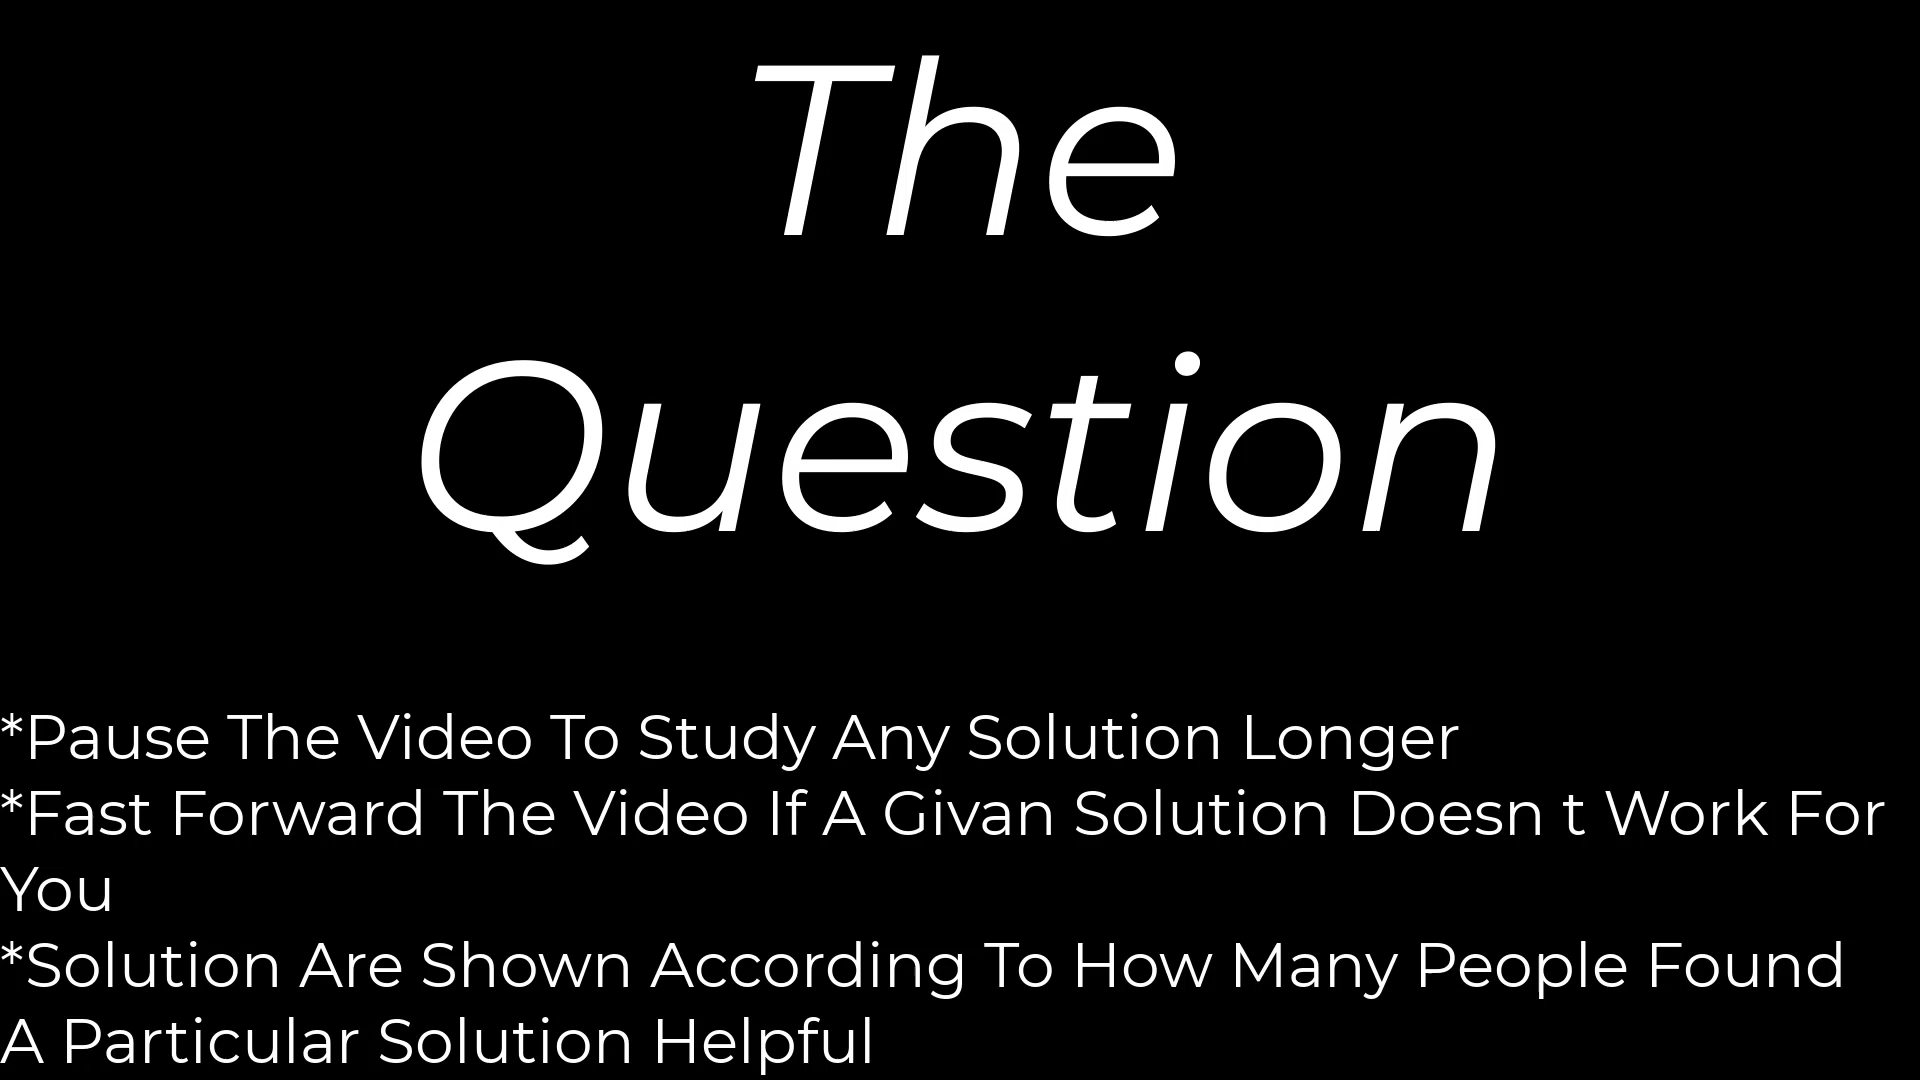 The
Question
*Pause The Video To Study Any Solution Longer
*Fast Forward The Video If A Givan Solution Doesn t Work For
You
*Solution Are Shown According To How Many People Found
A Particular Solution Helpful